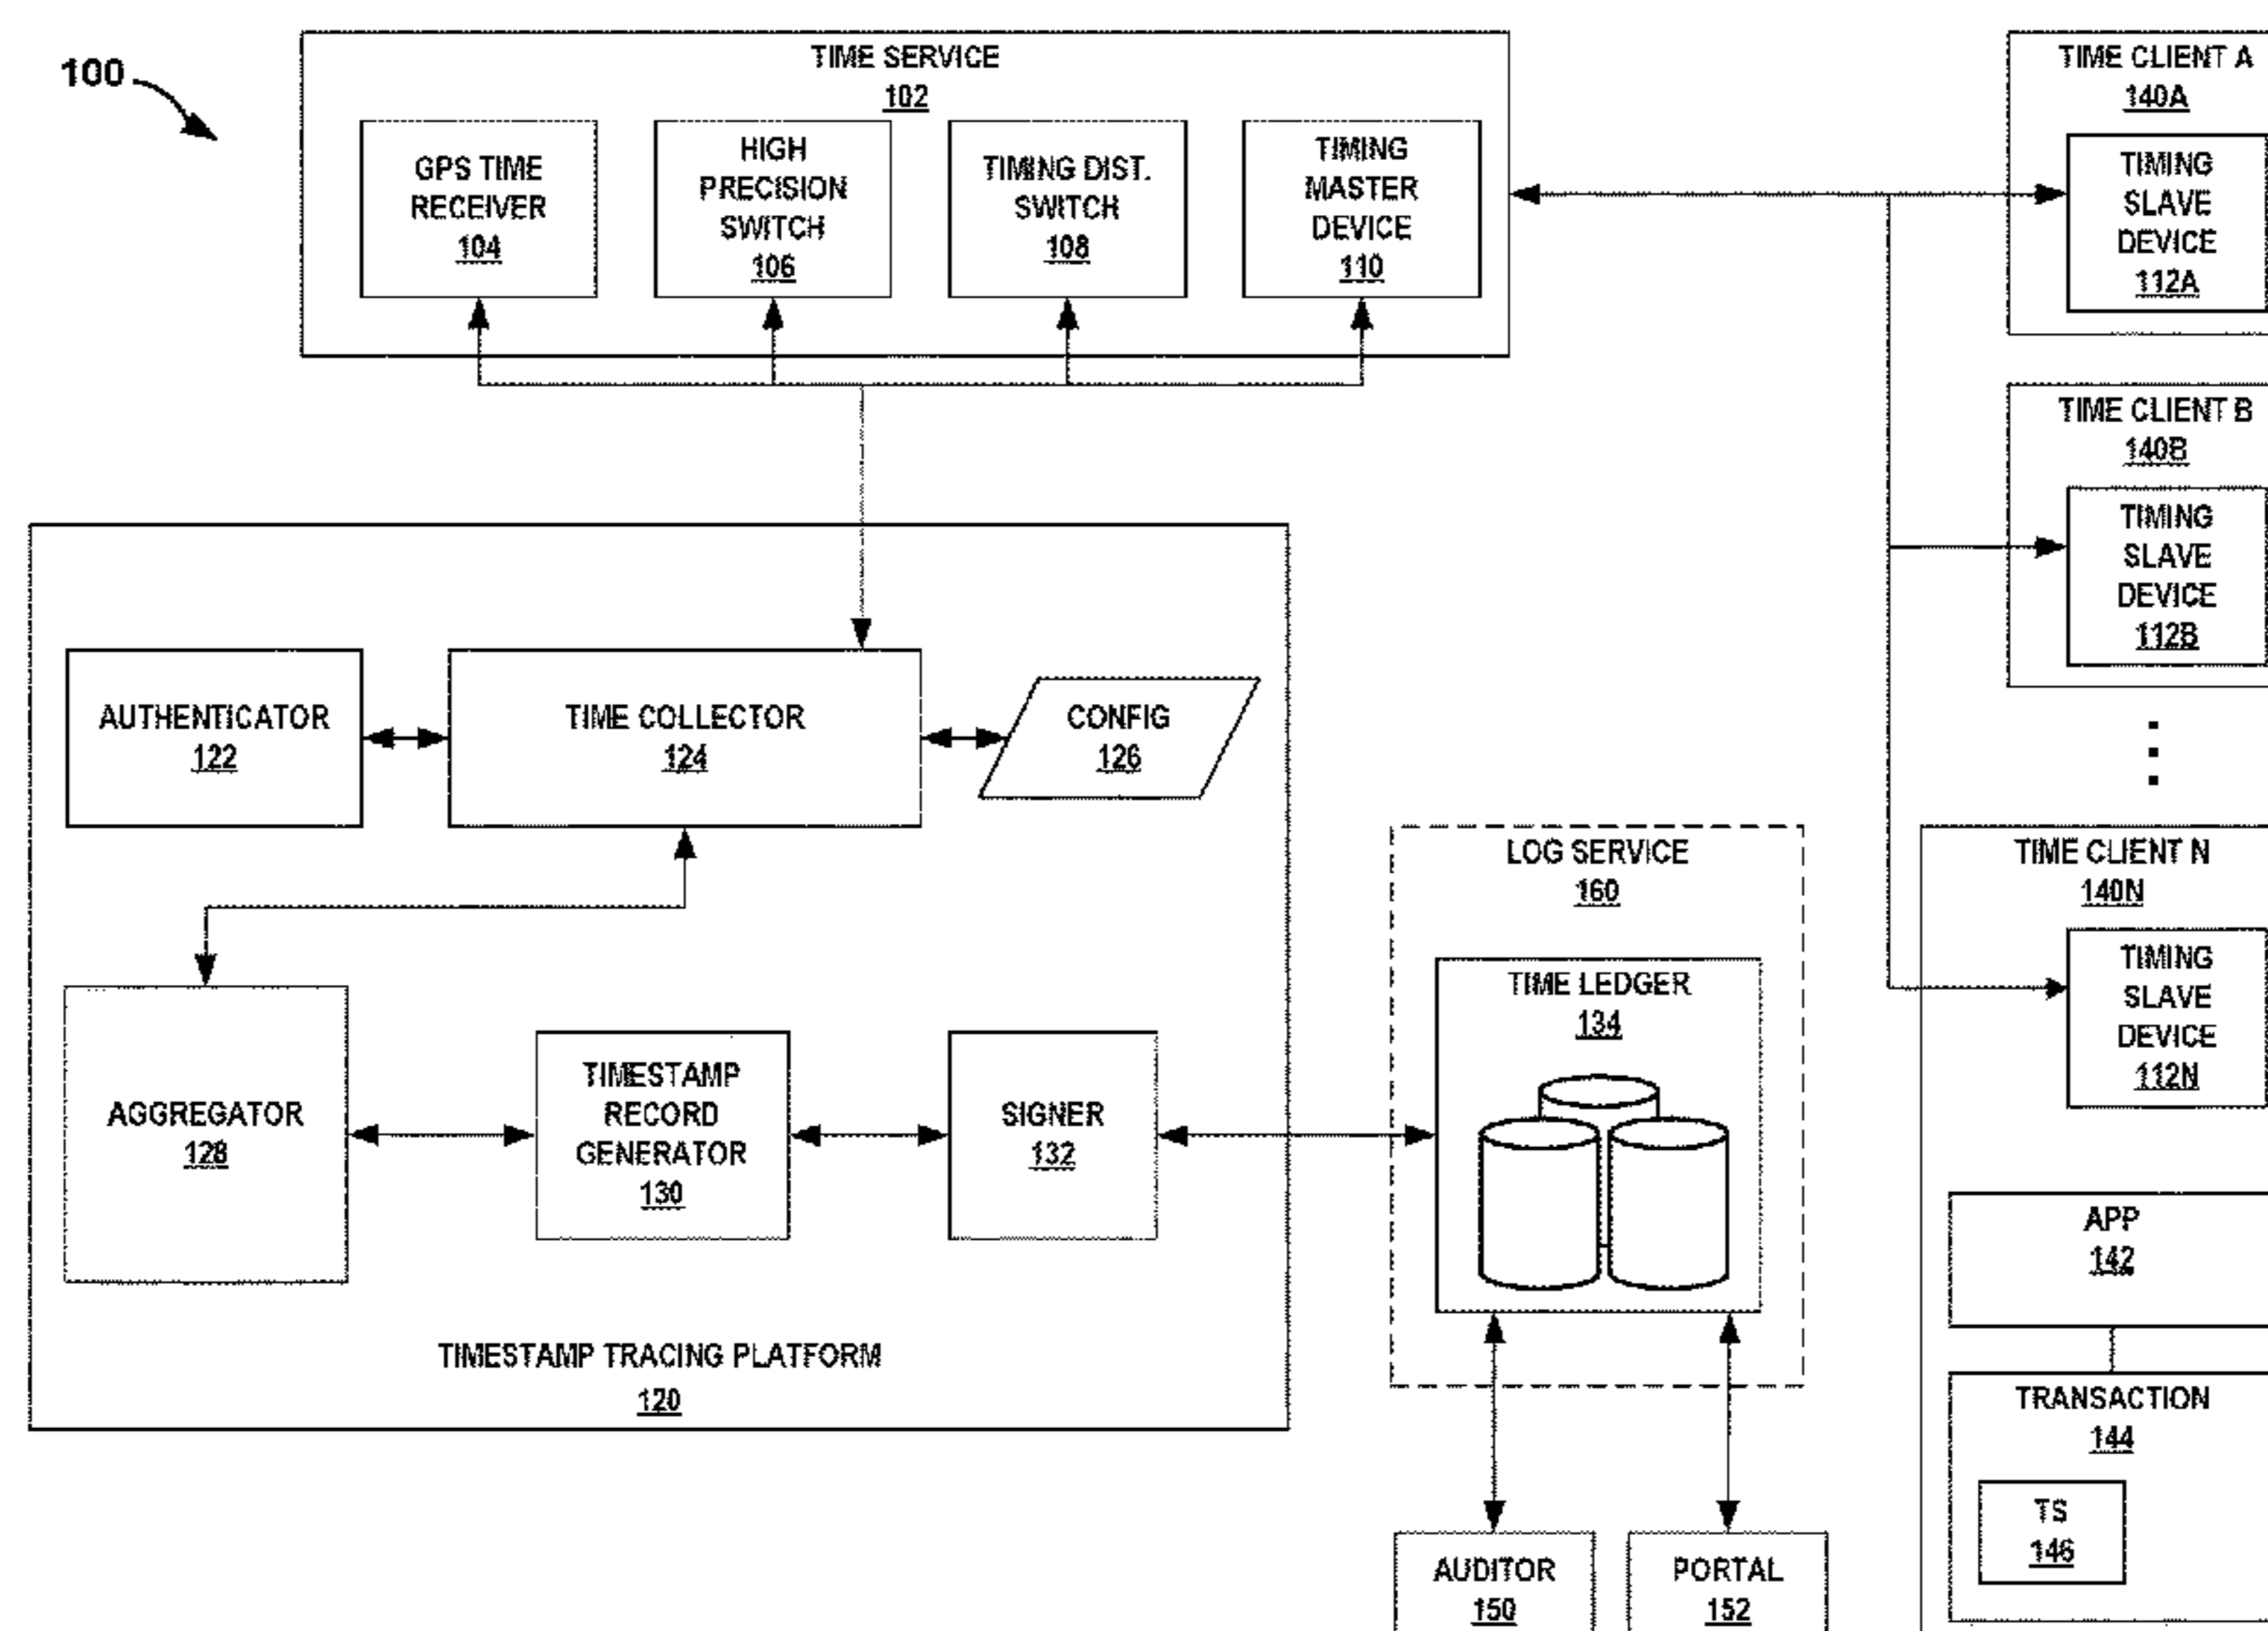 100
TIME SERVICE
102
GPS TIME
RECEIVER
104
HIGH
PRECISION
SWITCH
106
TIMING DIST.
SWITCH
108
TIMING
MASTER
DEVICE
110
TIME CLIENT A
140A
TIMING
SLAVE
DEVICE
112A
TIME CLIENT B
140B
TIMING
SLAVE
DEVICE
112B
AUTHENTICATOR
122
TIME COLLECTOR
124
CONFIG
126
AGGREGATOR
128
TIMESTAMP
RECORD
GENERATOR
130
SIGNER
132
TIMESTAMP TRACING PLATFORM
120
LOG SERVICE
160
TIME LEDGER
134
AUDITOR
150
PORTAL
152
TIME CLIENT N
140N
TIMING
SLAVE
DEVICE
112N
APP
142
TRANSACTION
144
TS
146